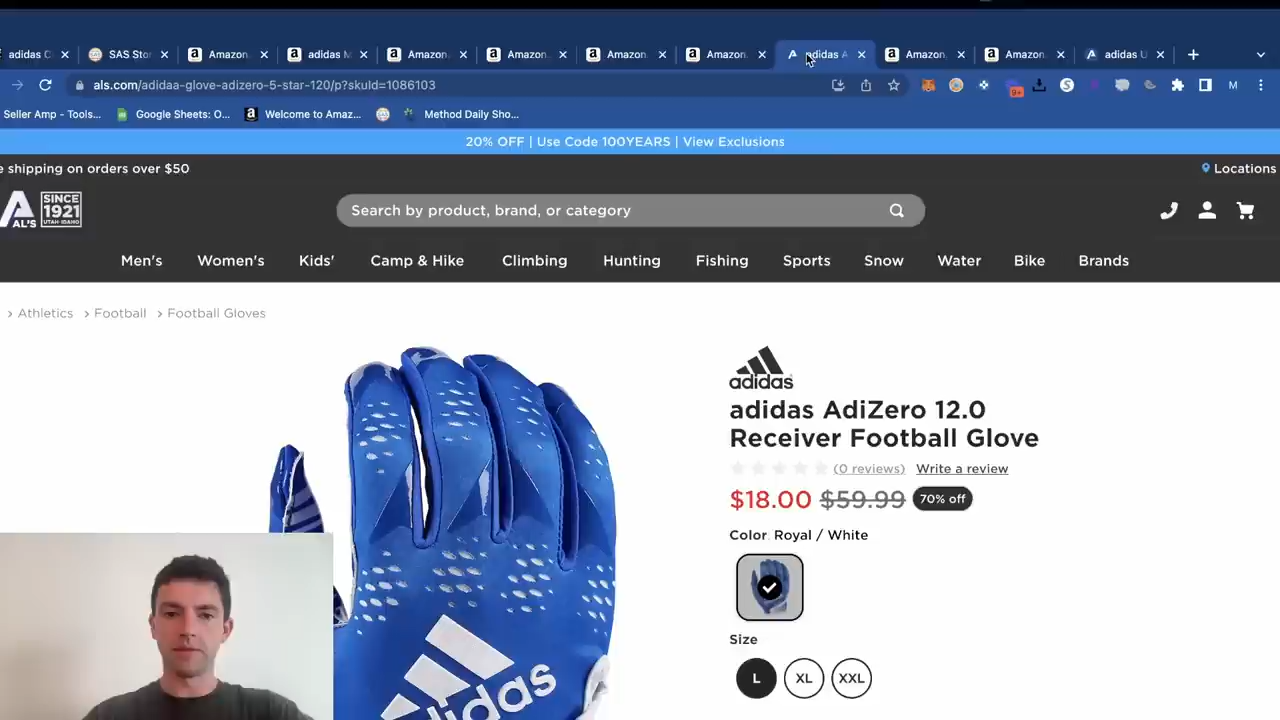 adidas C
SAS Stor
Amazon.
adidas M
Amazon.
Amazon.
Amazon.
Amazon.
adidas A
Amazon.
Amazon.
adidas U
als.com/adidaa-glove-adizero-5-star-120/p?skuId=1086103
9+
S
M
Seller Amp - Tools...
Google Sheets: O...
Welcome to Amaz...
Method Daily Sho...
20% OFF | Use Code 100YEARS | View Exclusions
e shipping on orders over $50
Locations
AL'S
SINCE
1921
UTAH-IDAHO
Search by product, brand, or category
Men's
Women's
Kids'
Camp & Hike
Climbing
Hunting
Fishing
Sports
Snow
Water
Bike
Brands
> Athletics > Football > Football Gloves
adidas
adidas AdiZero 12.0
Receiver Football Glove
(0 reviews) Write a review
$18.00 $59.99 70% off
Color Royal / White
Size
L XL XXL
adidas